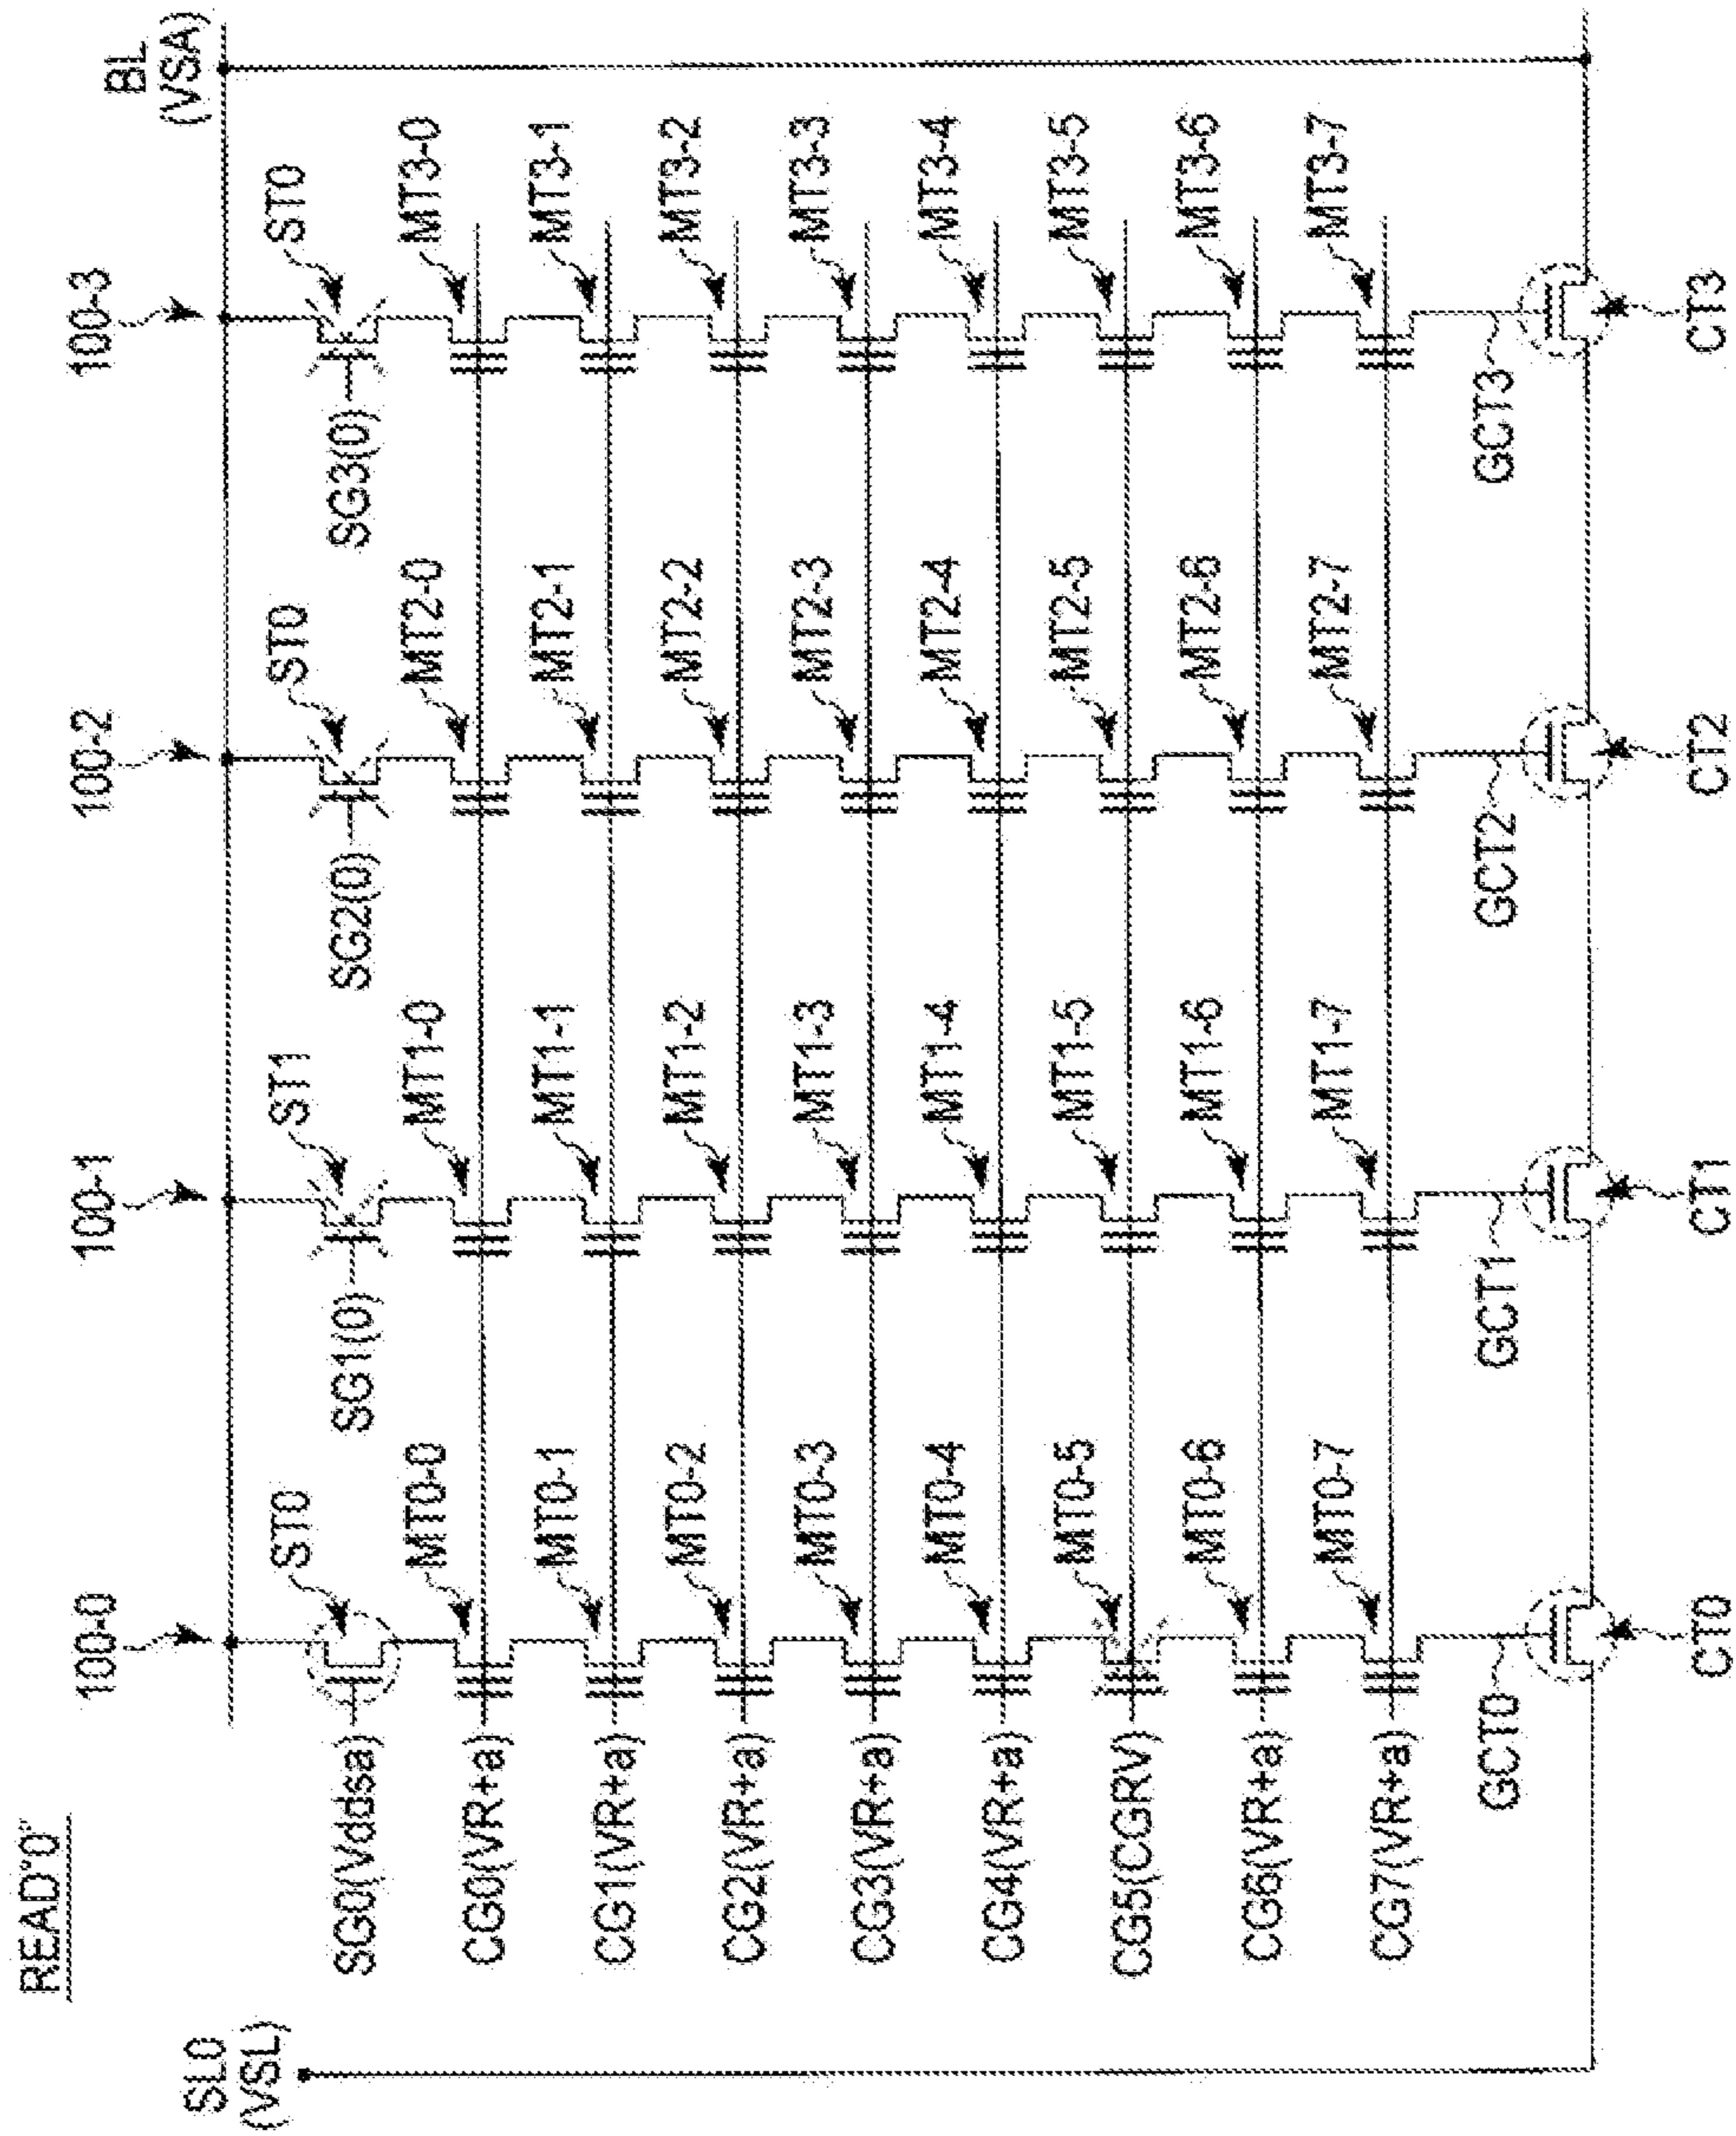 READ"0"
SL0
(VSL)
BL
(VSA)
100-0
100-1
100-2
100-3
ST0
ST1
ST0
ST0
SG0(Vddsa)
SG1(0)
SG2(0)
SG3(0)
MT0-0
MT1-0
MT2-0
MT3-0
CG0(VR+a)
MT0-1
MT1-1
MT2-1
MT3-1
CG1(VR+a)
MT0-2
MT1-2
MT2-2
MT3-2
CG2(VR+a)
MT0-3
MT1-3
MT2-3
MT3-3
CG3(VR+a)
MT0-4
MT1-4
MT2-4
MT3-4
CG4(VR+a)
MT0-5
MT1-5
MT2-5
MT3-5
CG5(CGRV)
MT0-6
MT1-6
MT2-6
MT3-6
CG6(VR+a)
MT0-7
MT1-7
MT2-7
MT3-7
CG7(VR+a)
GCT0
GCT1
GCT2
GCT3
CT0
CT1
CT2
CT3